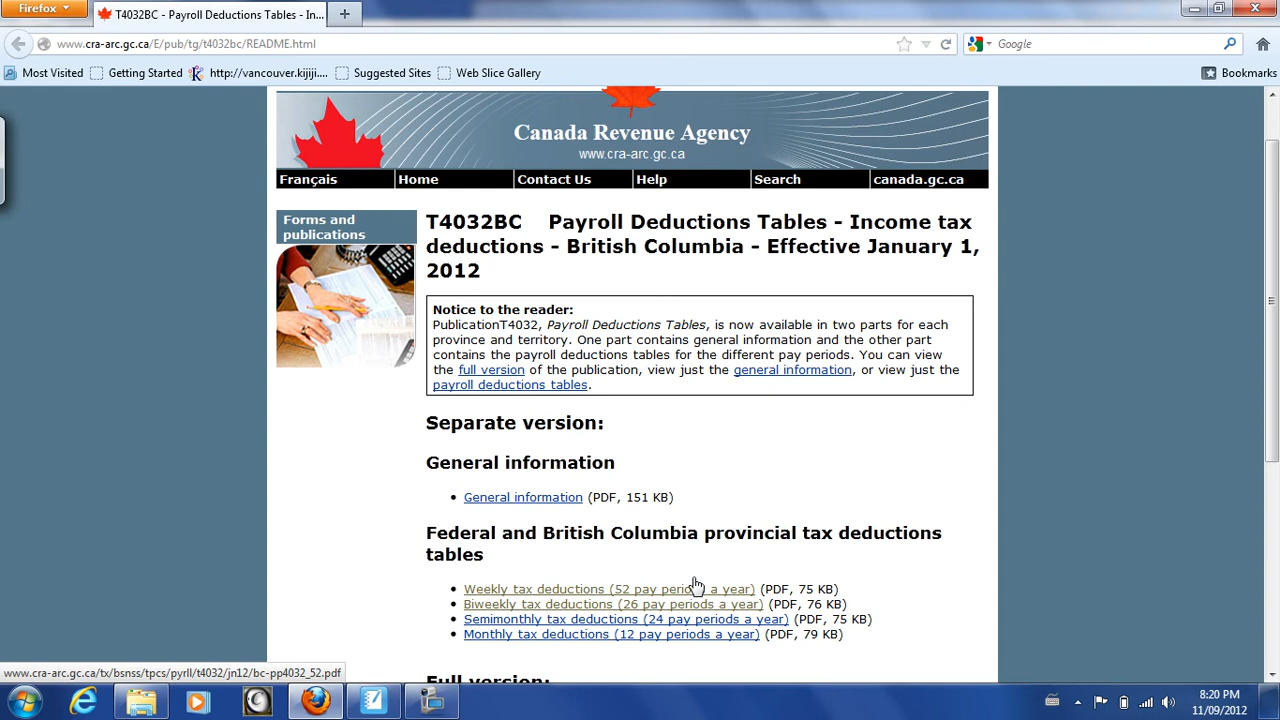 Firefox
T4032BC - Payroll Deductions Tables - In...
www.cra-arc.gc.ca/E/pub/tg/t4032bc/README.html
Google
Most Visited
Getting Started
http://vancouver.kijiji....
Suggested Sites
Web Slice Gallery
Bookmarks
Canada Revenue Agency
www.cra-arc.gc.ca
Français
Home
Contact Us
Help
Search
canada.gc.ca
Forms and
publications
T4032BC Payroll Deductions Tables - Income tax
deductions - British Columbia - Effective January 1,
2012
Notice to the reader:
PublicationT4032, Payroll Deductions Tables, is now available in two parts for each
province and territory. One part contains general information and the other part
contains the payroll deductions tables for the different pay periods. You can view
the full version of the publication, view just the general information, or view just the
payroll deductions tables.
Separate version:
General information
• General information (PDF, 151 KB)
Federal and British Columbia provincial tax deductions
tables
• Weekly tax deductions (52 pay periods a year) (PDF, 75 KB)
• Biweekly tax deductions (26 pay periods a year) (PDF, 76 KB)
• Semimonthly tax deductions (24 pay periods a year) (PDF, 75 KB)
• Monthly tax deductions (12 pay periods a year) (PDF, 79 KB)
Full version:
www.cra-arc.gc.ca/tx/bsnss/tpcs/pyrll/t4032/jn12/bc-pp4032_52.pdf
8:20 PM
11/09/2012